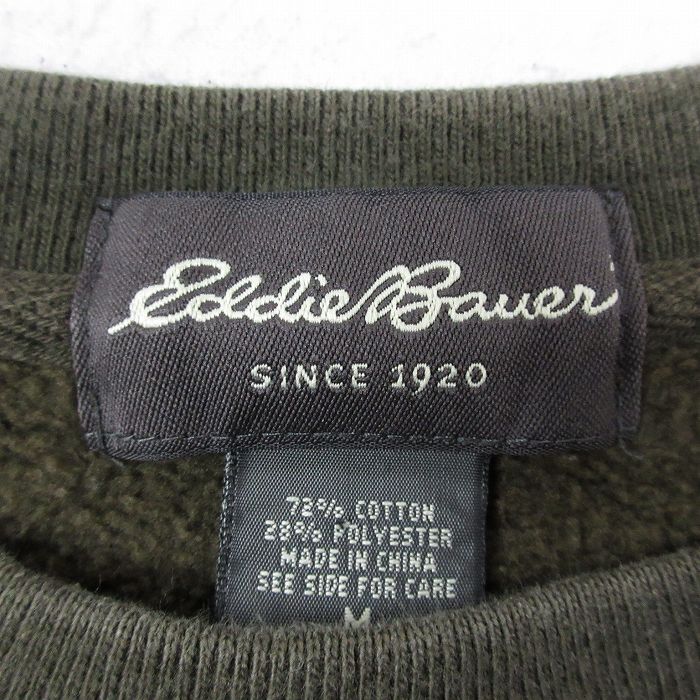 Eddie Bauer
SINCE 1920
72% COTTON
28% POLYESTER
MADE IN CHINA
SEE SIDE FOR CARE
M